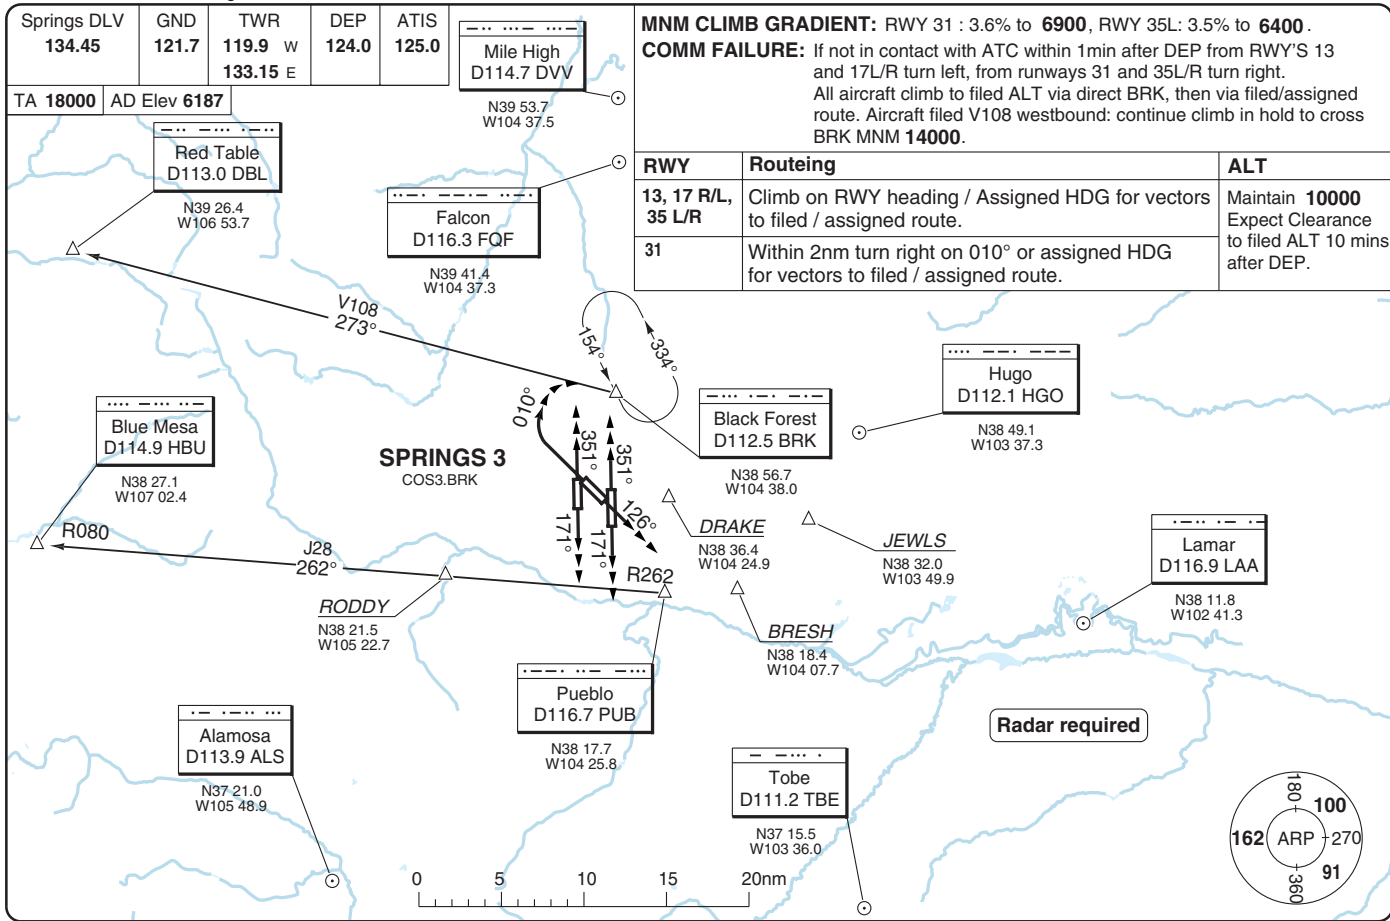 Springs DLV
134.45
GND
121.7
TWR
119.9 W
133.15 E
DEP
124.0
ATIS
125.0
TA 18000
AD Elev 6187
MNM CLIMB GRADIENT: RWY 31 : 3.6% to 6900, RWY 35L: 3.5% to 6400.
COMM FAILURE: If not in contact with ATC within 1min after DEP from RWY'S 13
and 17L/R turn left, from runways 31 and 35L/R turn right.
All aircraft climb to filed ALT via direct BRK, then via filed/assigned
route. Aircraft filed V108 westbound: continue climb in hold to cross
BRK MNM 14000.
RWY
Routeing
ALT
13, 17 R/L,
35 L/R
Climb on RWY heading / Assigned HDG for vectors
to filed / assigned route.
31
Within 2nm turn right on 010° or assigned HDG
for vectors to filed / assigned route.
Maintain 10000
Expect Clearance
to filed ALT 10 mins
after DEP.
Mile High
D114.7 DVV
N39 53.7
W104 37.5
Red Table
D113.0 DBL
N39 26.4
W106 53.7
Falcon
D116.3 FQF
N39 41.4
W104 37.3
V108
273°
154°
334°
Hugo
D112.1 HGO
N38 49.1
W103 37.3
Blue Mesa
D114.9 HBU
N38 27.1
W107 02.4
Black Forest
D112.5 BRK
N38 56.7
W104 38.0
010°
351°
351°
SPRINGS 3
COS3.BRK
126°
171°
171°
DRAKE
N38 36.4
W104 24.9
JEWLS
N38 32.0
W103 49.9
Lamar
D116.9 LAA
N38 11.8
W102 41.3
R080
J28
262°
R262
RODDY
N38 21.5
W105 22.7
BRESH
N38 18.4
W104 07.7
Pueblo
D116.7 PUB
N38 17.7
W104 25.8
Alamosa
D113.9 ALS
N37 21.0
W105 48.9
Radar required
Tobe
D111.2 TBE
N37 15.5
W103 36.0
180
100
162
ARP
270
91
360
0
5
10
15
20nm